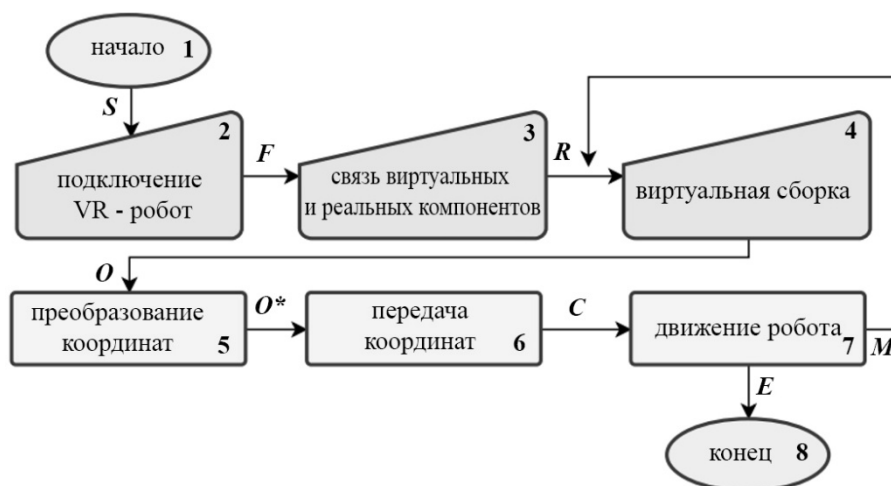 начало 1
S
2
подключение
VR - робот
F
3
связь виртуальных
и реальных компонентов
R
4
виртуальная сборка
O
преобразование
координат 5
O*
передача
координат 6
C
движение робота
7
M
E
конец 8